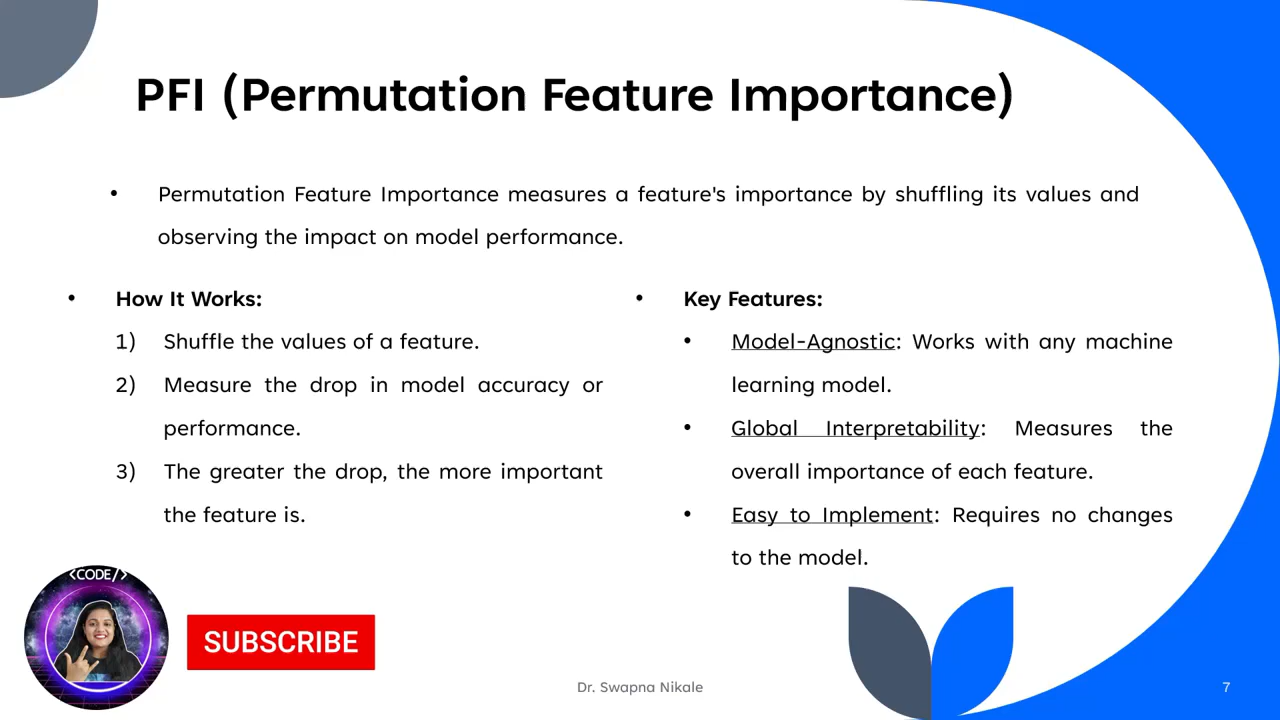 PFI (Permutation Feature Importance)
• Permutation Feature Importance measures a feature's importance by shuffling its values and
observing the impact on model performance.
• How It Works:
1) Shuffle the values of a feature.
2) Measure the drop in model accuracy or
performance.
3) The greater the drop, the more important
the feature is.
• Key Features:
• Model-Agnostic: Works with any machine
learning model.
• Global Interpretability: Measures the
overall importance of each feature.
• Easy to Implement: Requires no changes
to the model.
<CODE/>
SUBSCRIBE
Dr. Swapna Nikale
7